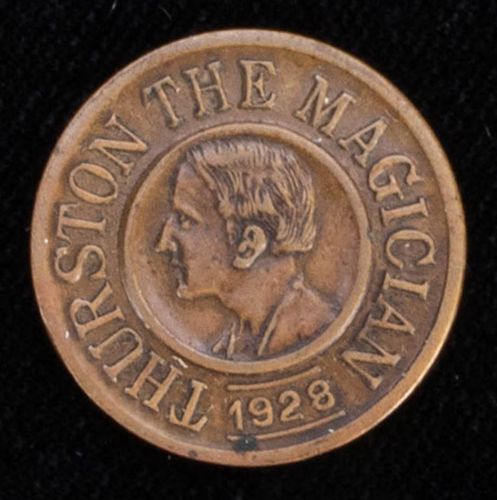 THURSTON THE MAGICIAN
1928